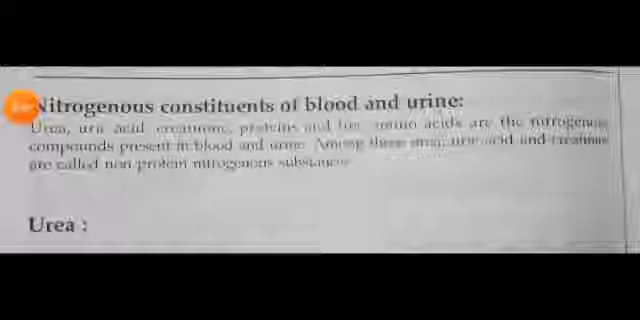 Nitrogenous constituents of blood and urine:
Urea, uric acid, creatinine, proteins and free amino acids are the nitrogenous
compounds present in blood and urine. Among these urea, uric acid and creatinine
are called non-protein nitrogenous substances
Urea :